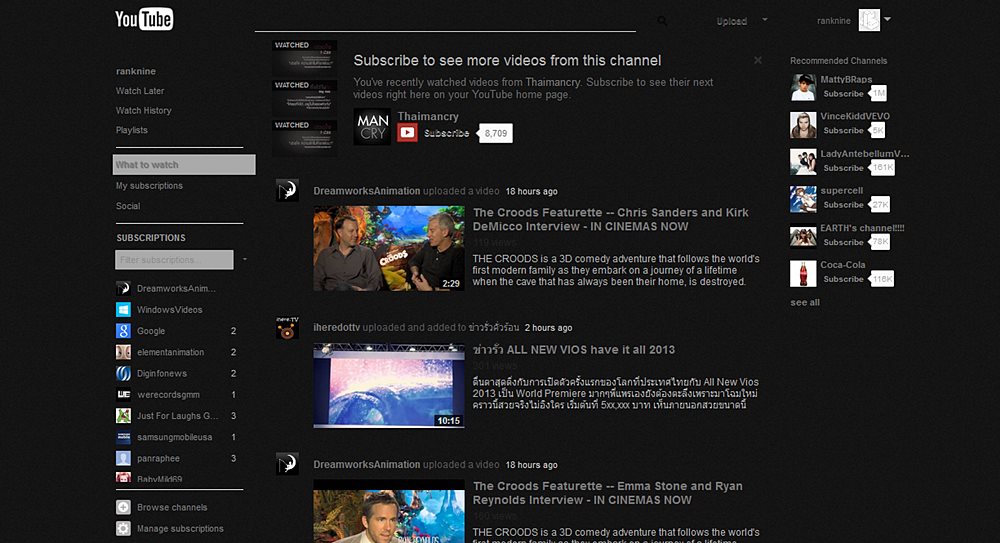 YouTube
Upload
ranknine
ranknine
Watch Later
Watch History
Playlists
What to watch
My subscriptions
Social
SUBSCRIPTIONS
Filter subscriptions...
DreamworksAnim...
WindowsVideos
Google 2
elementanimation 2
Diginfonews 2
werecordsgmm 1
Just For Laughs G... 2
samsungmobileusa 1
panraphee 3
BabyMild69
Browse channels
Manage subscriptions
WATCHED
WATCHED
WATCHED
Subscribe to see more videos from this channel
You've recently watched videos from Thaimancry. Subscribe to see their next
videos right here on your YouTube home page.
MAN
CRY
Thaimancry
Subscribe 8,709
DreamworksAnimation uploaded a video 18 hours ago
The Croods Featurette -- Chris Sanders and Kirk
DeMicco Interview - IN CINEMAS NOW
319 views
THE CROODS is a 3D comedy adventure that follows the world's
first modern family as they embark on a journey of a lifetime
when the cave that has always been their home, is destroyed.
CROODS
2:29
ihere.TV
iheredottv uploaded and added to ข่าวรั่วคั่วร้อน 2 hours ago
ข่าวรั่ว ALL NEW VIOS have it all 2013
301 views
ตื่นตาสุดติ่งกับการเปิดตัวครั้งแรกของโลกที่ประเทศไทยกับ All New Vios
2013 เป็น World Premiere มากๆพี่แพรเองยังต้องตะลึงเพราะมาโฉมใหม่
คราวนี้สวยจริงไม่อิงใคร เริ่มต้นที่ 5xx,xxx บาท เห็นภายนอกสวยขนาดนี้
10:15
DreamworksAnimation uploaded a video 18 hours ago
The Croods Featurette -- Emma Stone and Ryan
Reynolds Interview - IN CINEMAS NOW
THE CROODS is a 3D comedy adventure that follows the world's
first modern family as they embark on a journey of a lifetime
RYAN REYNOLDS
Recommended Channels
MattyBRaps
Subscribe 1M
VinceKiddVEVO
Subscribe 5K
LadyAntebellumV...
Subscribe 161K
supercell
Subscribe 27K
EARTH's channel!!!!
Subscribe 78K
Coca-Cola
Subscribe 116K
see all